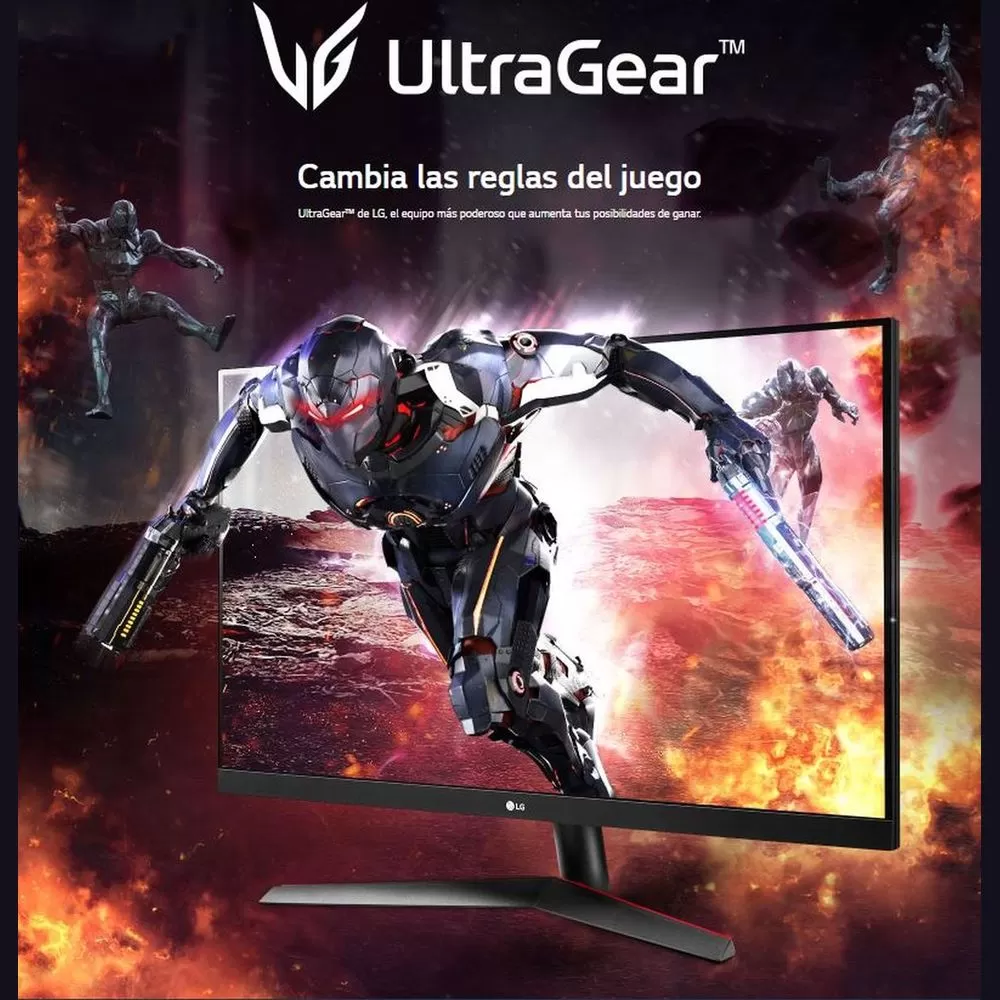 UltraGear™
Cambia las reglas del juego
UltraGear™ de LG, el equipo más poderoso que aumenta tus posibilidades de ganar.
LG